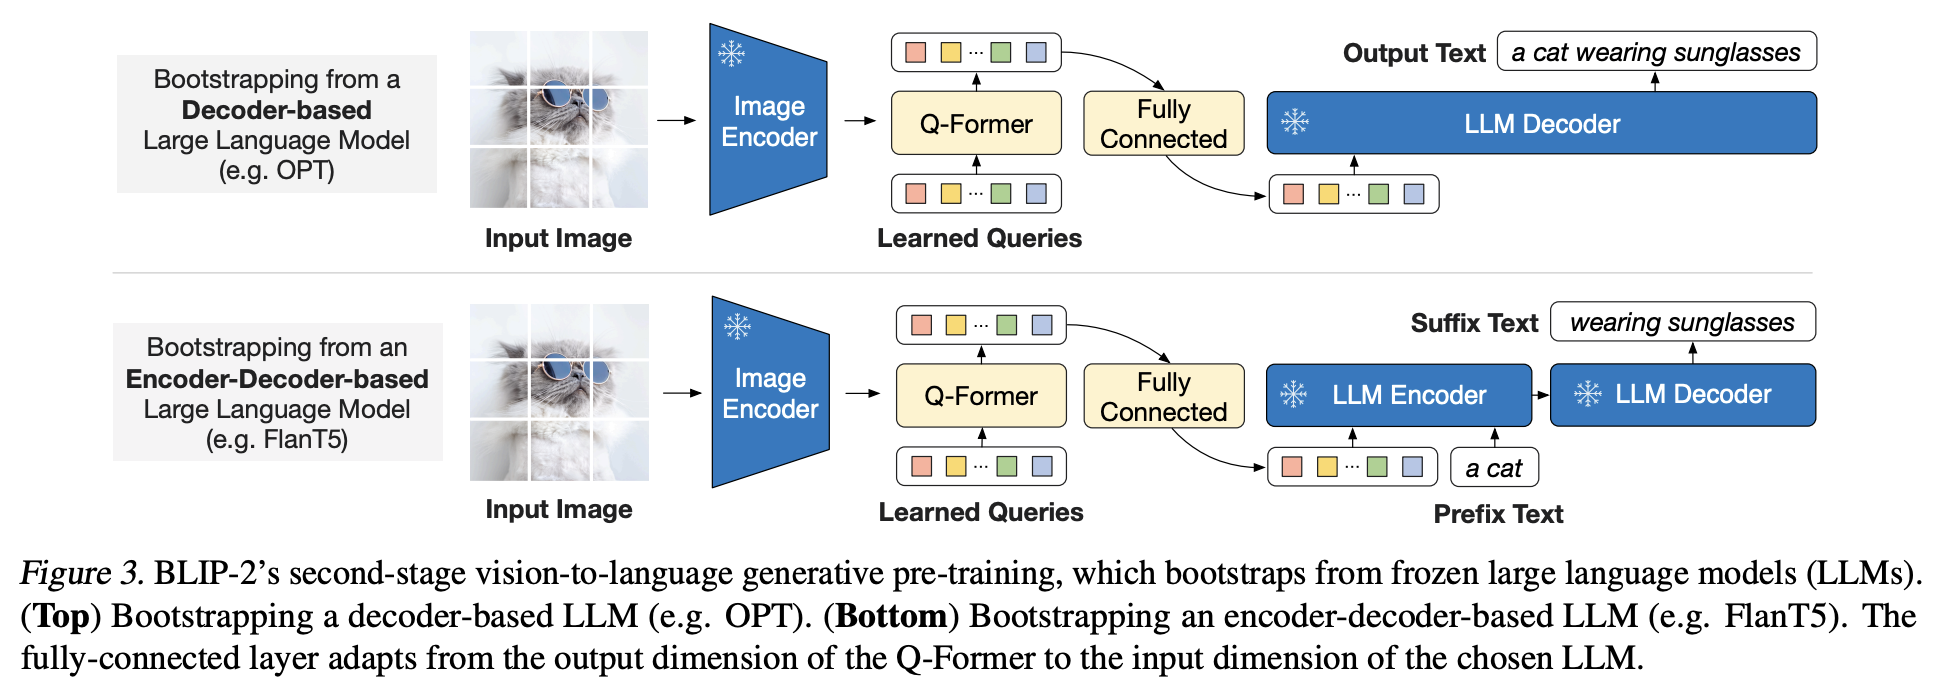 Bootstrapping from a
Decoder-based
Large Language Model
(e.g. OPT)
Input Image
Image
Encoder
Q-Former
Learned Queries
Fully
Connected
Output Text
a cat wearing sunglasses
LLM Decoder
Bootstrapping from an
Encoder-Decoder-based
Large Language Model
(e.g. FlanT5)
Input Image
Image
Encoder
Q-Former
Learned Queries
Fully
Connected
Suffix Text
wearing sunglasses
LLM Encoder
LLM Decoder
a cat
Prefix Text
Figure 3. BLIP-2's second-stage vision-to-language generative pre-training, which bootstraps from frozen large language models (LLMs).
(Top) Bootstrapping a decoder-based LLM (e.g. OPT). (Bottom) Bootstrapping an encoder-decoder-based LLM (e.g. FlanT5). The
fully-connected layer adapts from the output dimension of the Q-Former to the input dimension of the chosen LLM.